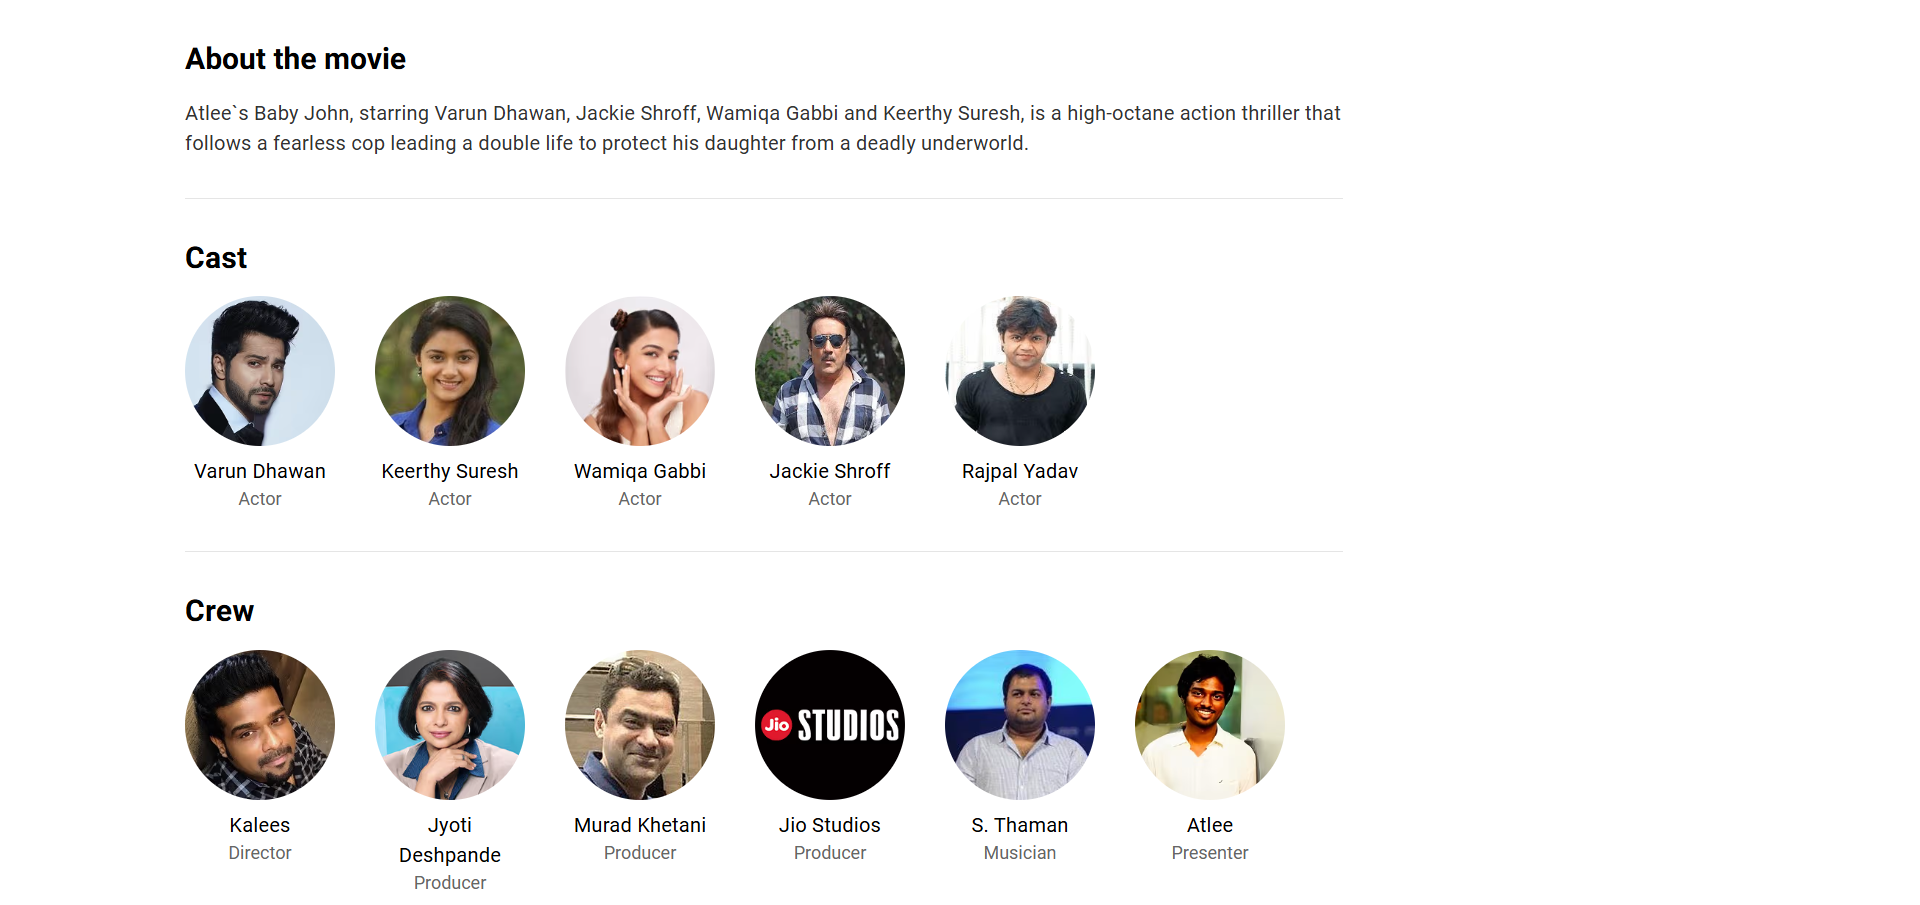 About the movie
Atlee`s Baby John, starring Varun Dhawan, Jackie Shroff, Wamiqa Gabbi and Keerthy Suresh, is a high-octane action thriller that
follows a fearless cop leading a double life to protect his daughter from a deadly underworld.
Cast
Varun Dhawan
Actor
Keerthy Suresh
Actor
Wamiqa Gabbi
Actor
Jackie Shroff
Actor
Rajpal Yadav
Actor
Crew
Kalees
Director
Jyoti
Deshpande
Producer
Murad Khetani
Producer
Jio STUDIOS
Jio Studios
Producer
S. Thaman
Musician
Atlee
Presenter